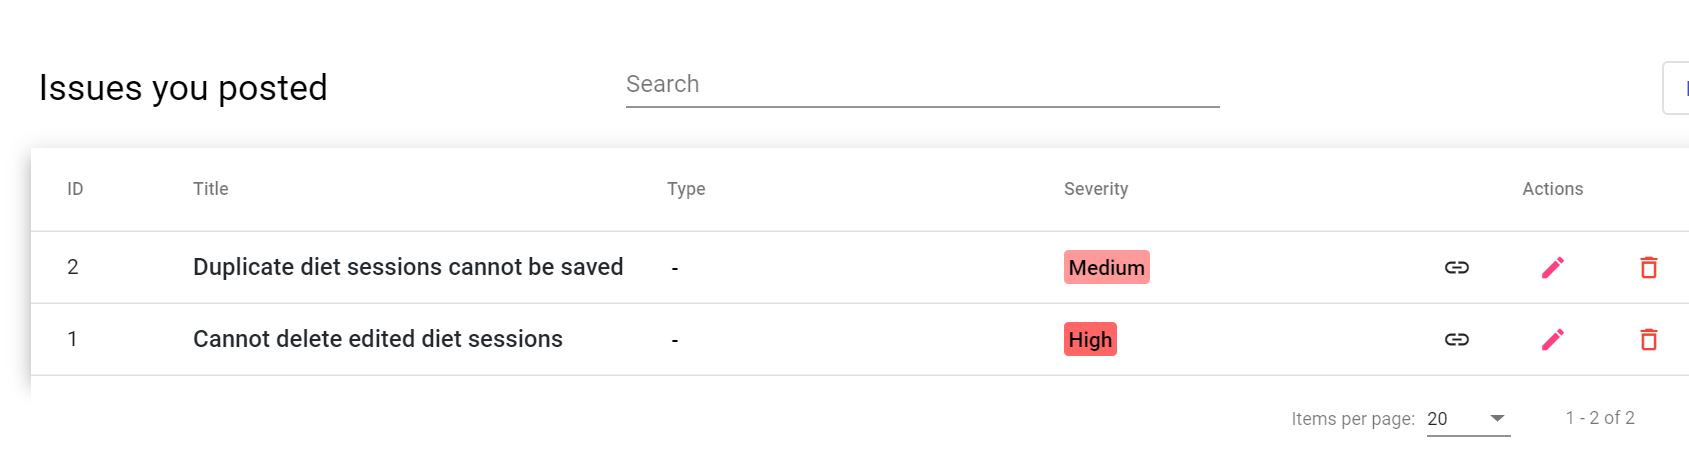 Issues you posted
Search
ID Title Type Severity Actions
2 Duplicate diet sessions cannot be saved - Medium
1 Cannot delete edited diet sessions - High
Items per page: 20 1 - 2 of 2